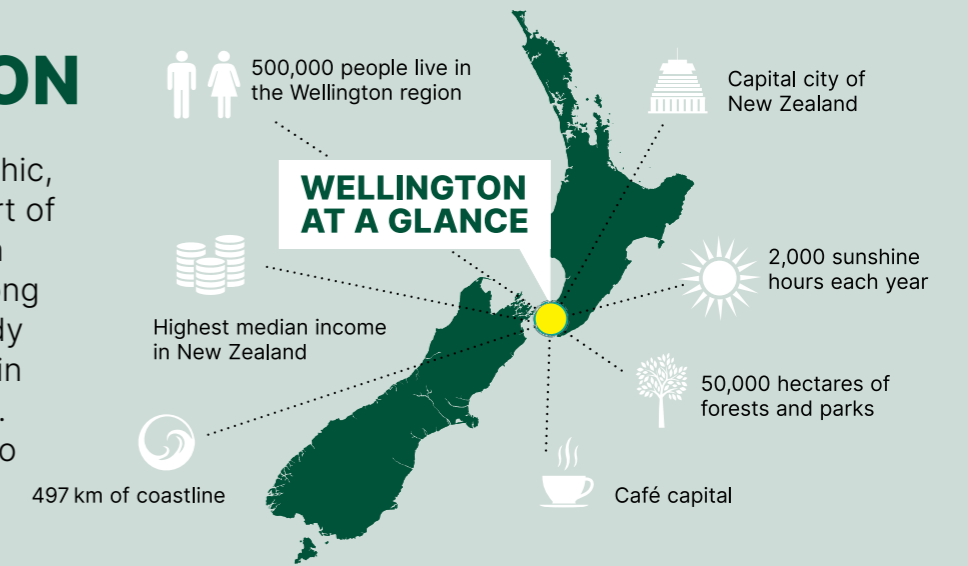 ON
hic,
rt of
ong
dy
in
.
o
500,000 people live in
the Wellington region
Capital city of
New Zealand
WELLINGTON
AT A GLANCE
2,000 sunshine
hours each year
Highest median income
in New Zealand
50,000 hectares of
forests and parks
497 km of coastline
Café capital